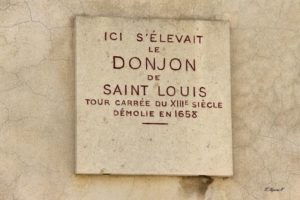 ICI S'ÉLEVAIT
LE
DONJON
DE
SAINT LOUIS
TOUR CARRÉE DU XIIIE SIÈCLE
DÉMOLIE EN 1658